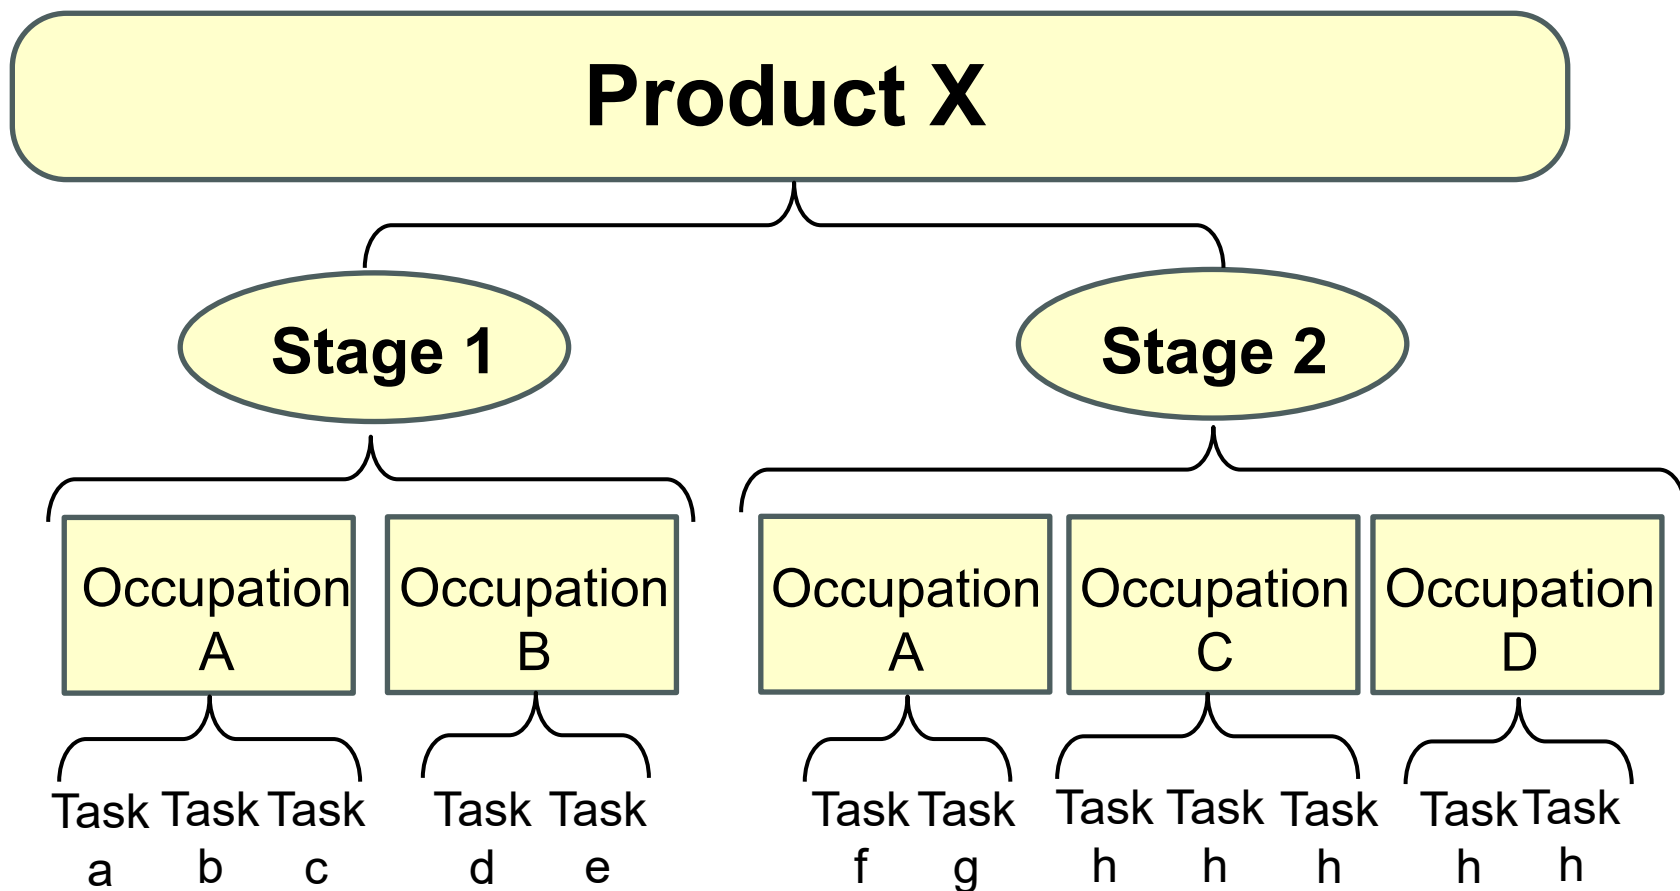 Product X
Stage 1
Stage 2
Occupation
A
Occupation
B
Occupation
A
Occupation
C
Occupation
D
Task
a
Task
b
Task
c
Task
d
Task
e
Task
f
Task
g
Task
h
Task
h
Task
h
Task
h
Task
h